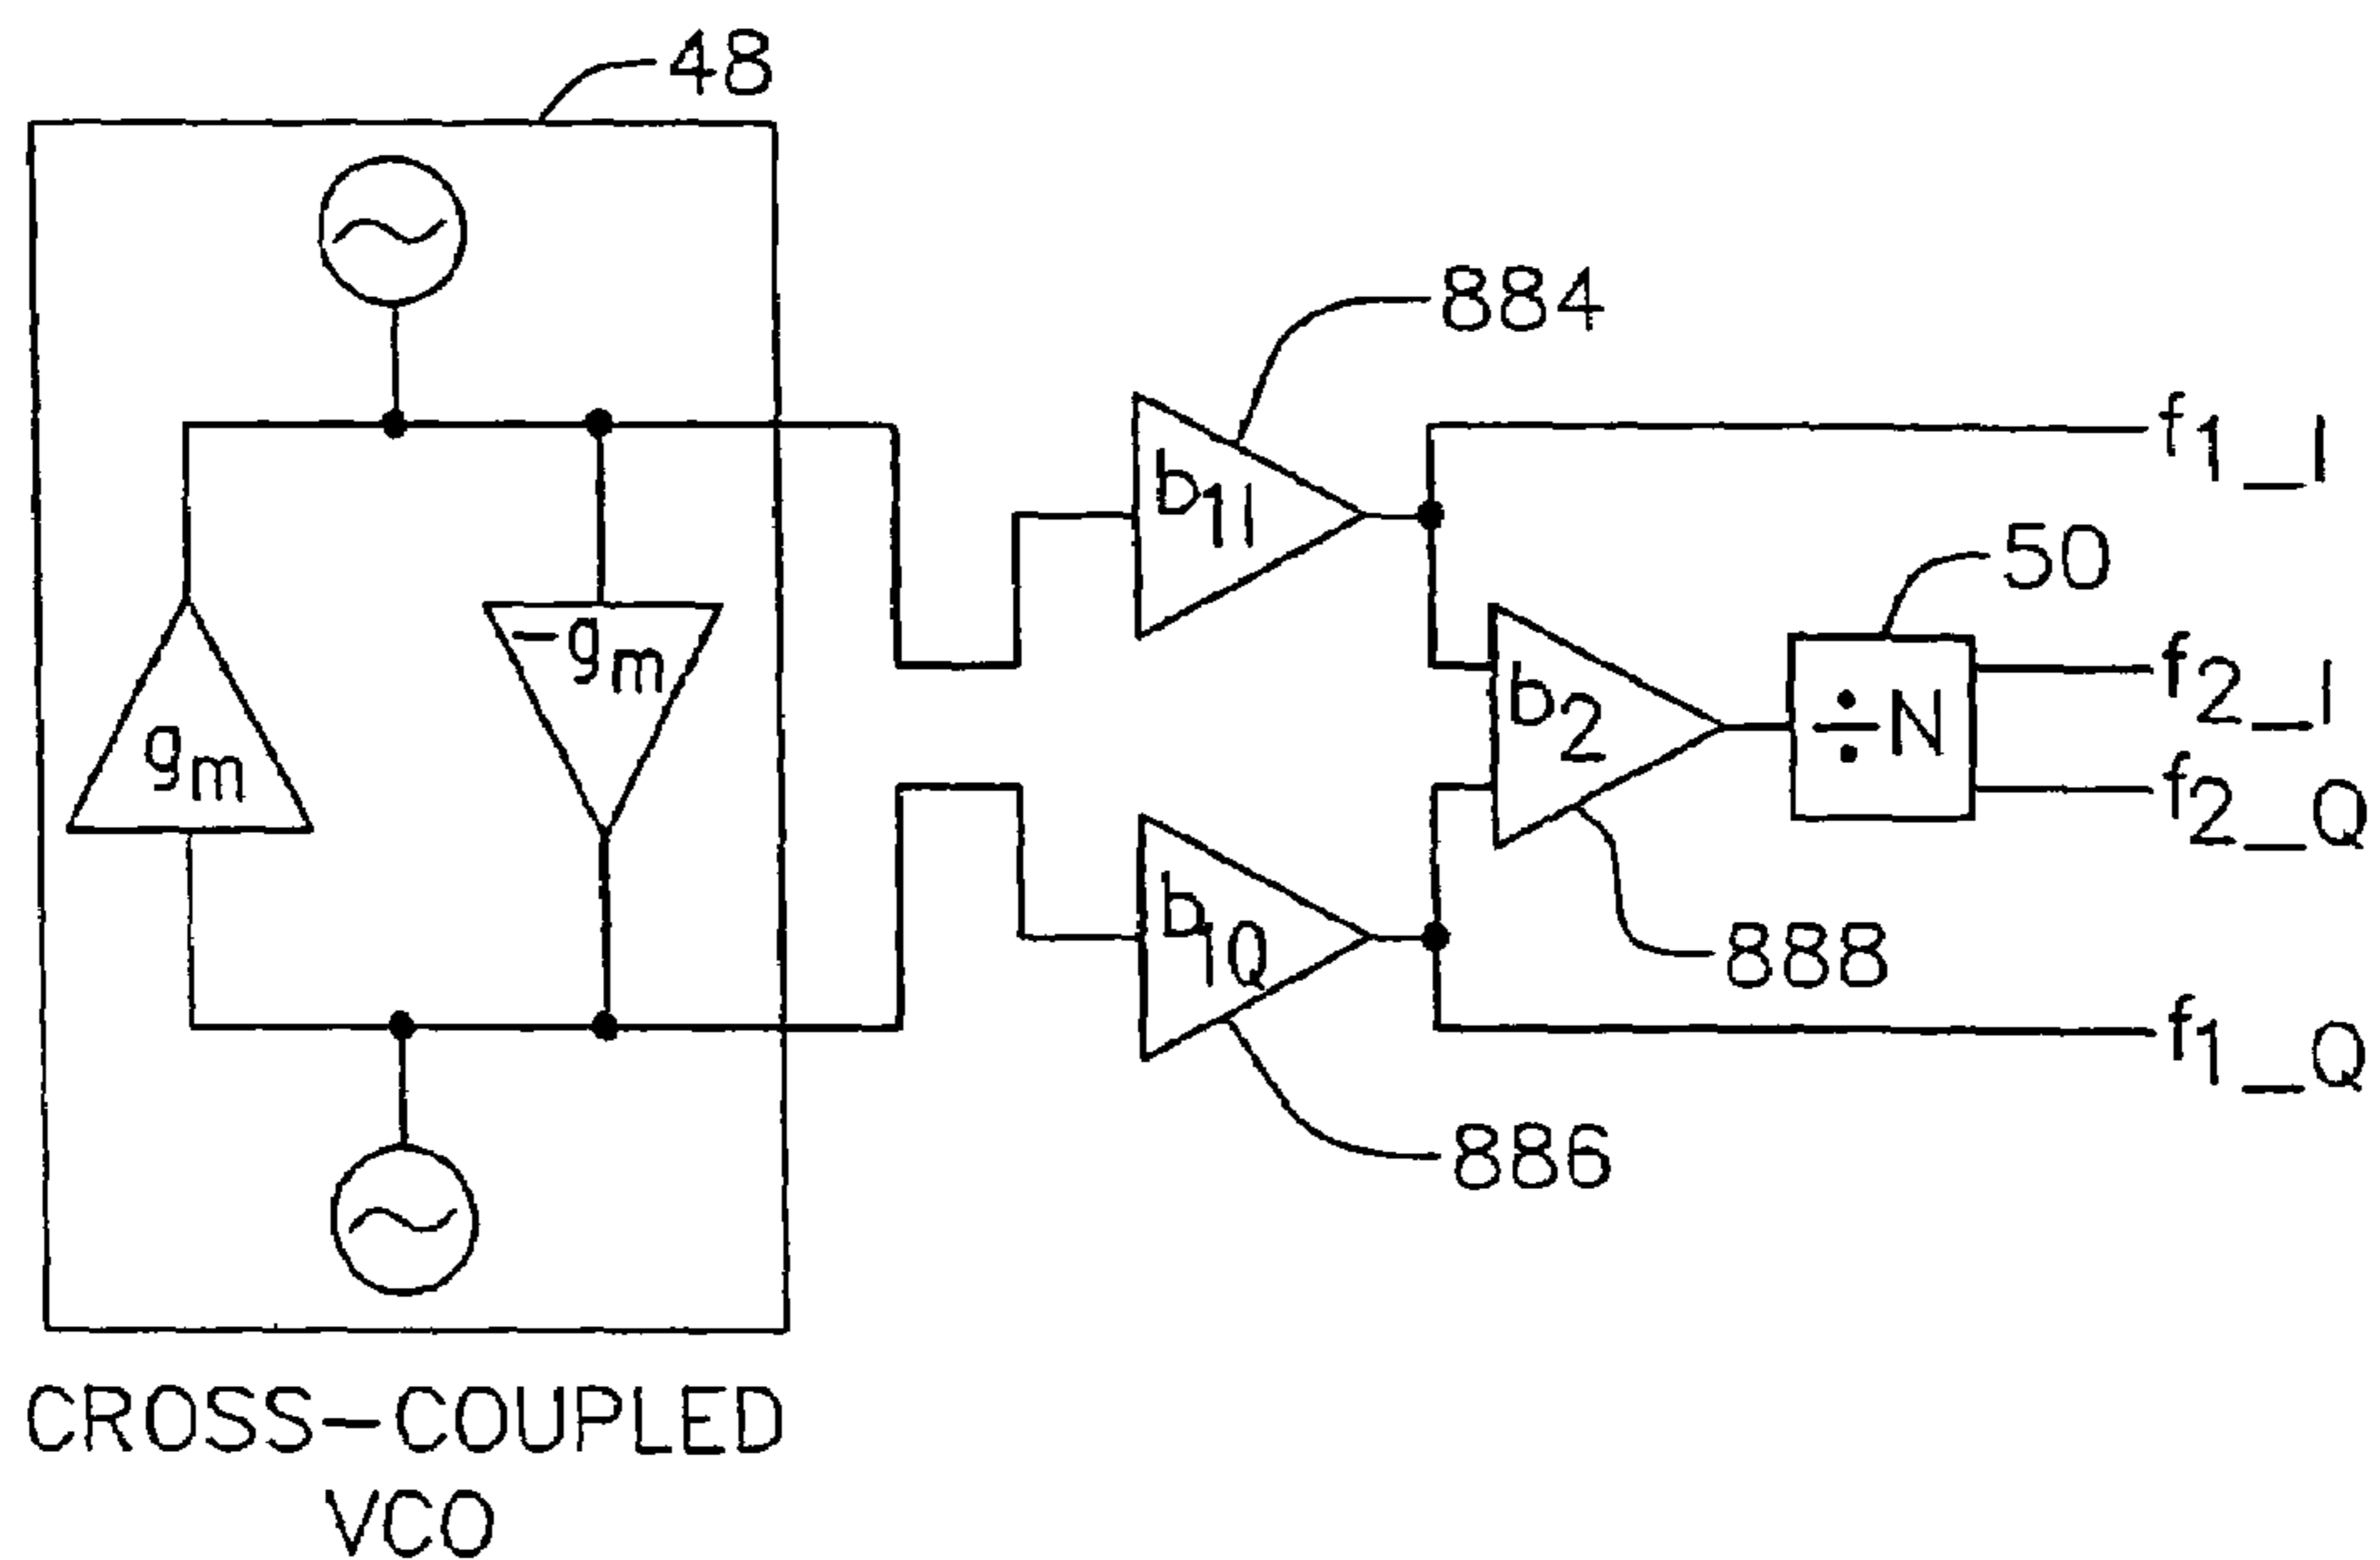 48
884
f1_I
b1I
50
-gm
f2_I
b2
÷N
gm
f2_Q
b1Q
888
f1_Q
886
CROSS-COUPLED
VCO